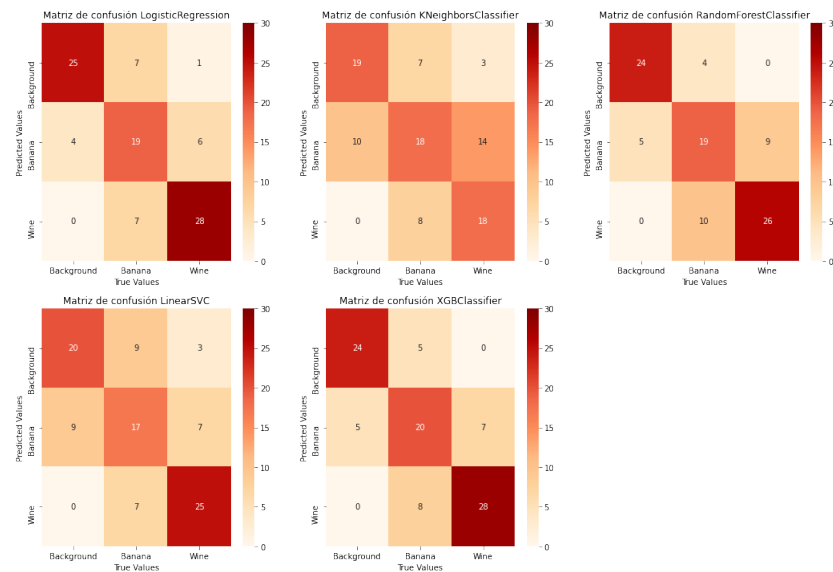 Matriz de confusión LogisticRegression
Predicted Values
Background
Banana
Wine
25 7 1
4 19 6
0 7 28
Background Banana Wine
True Values
30
25
20
15
10
5
0
Matriz de confusión KNeighborsClassifier
Predicted Values
Background
Banana
Wine
19 7 3
10 18 14
0 8 18
Background Banana Wine
True Values
30
25
20
15
10
5
0
Matriz de confusión RandomForestClassifier
Predicted Values
Background
Banana
Wine
24 4 0
5 19 9
0 10 26
Background Banana Wine
True Values
Matriz de confusión LinearSVC
Predicted Values
Background
Banana
Wine
20 9 3
9 17 7
0 7 25
Background Banana Wine
True Values
30
25
20
15
10
5
0
Matriz de confusión XGBClassifier
Predicted Values
Background
Banana
Wine
24 5 0
5 20 7
0 8 28
Background Banana Wine
True Values
30
25
20
15
10
5
0